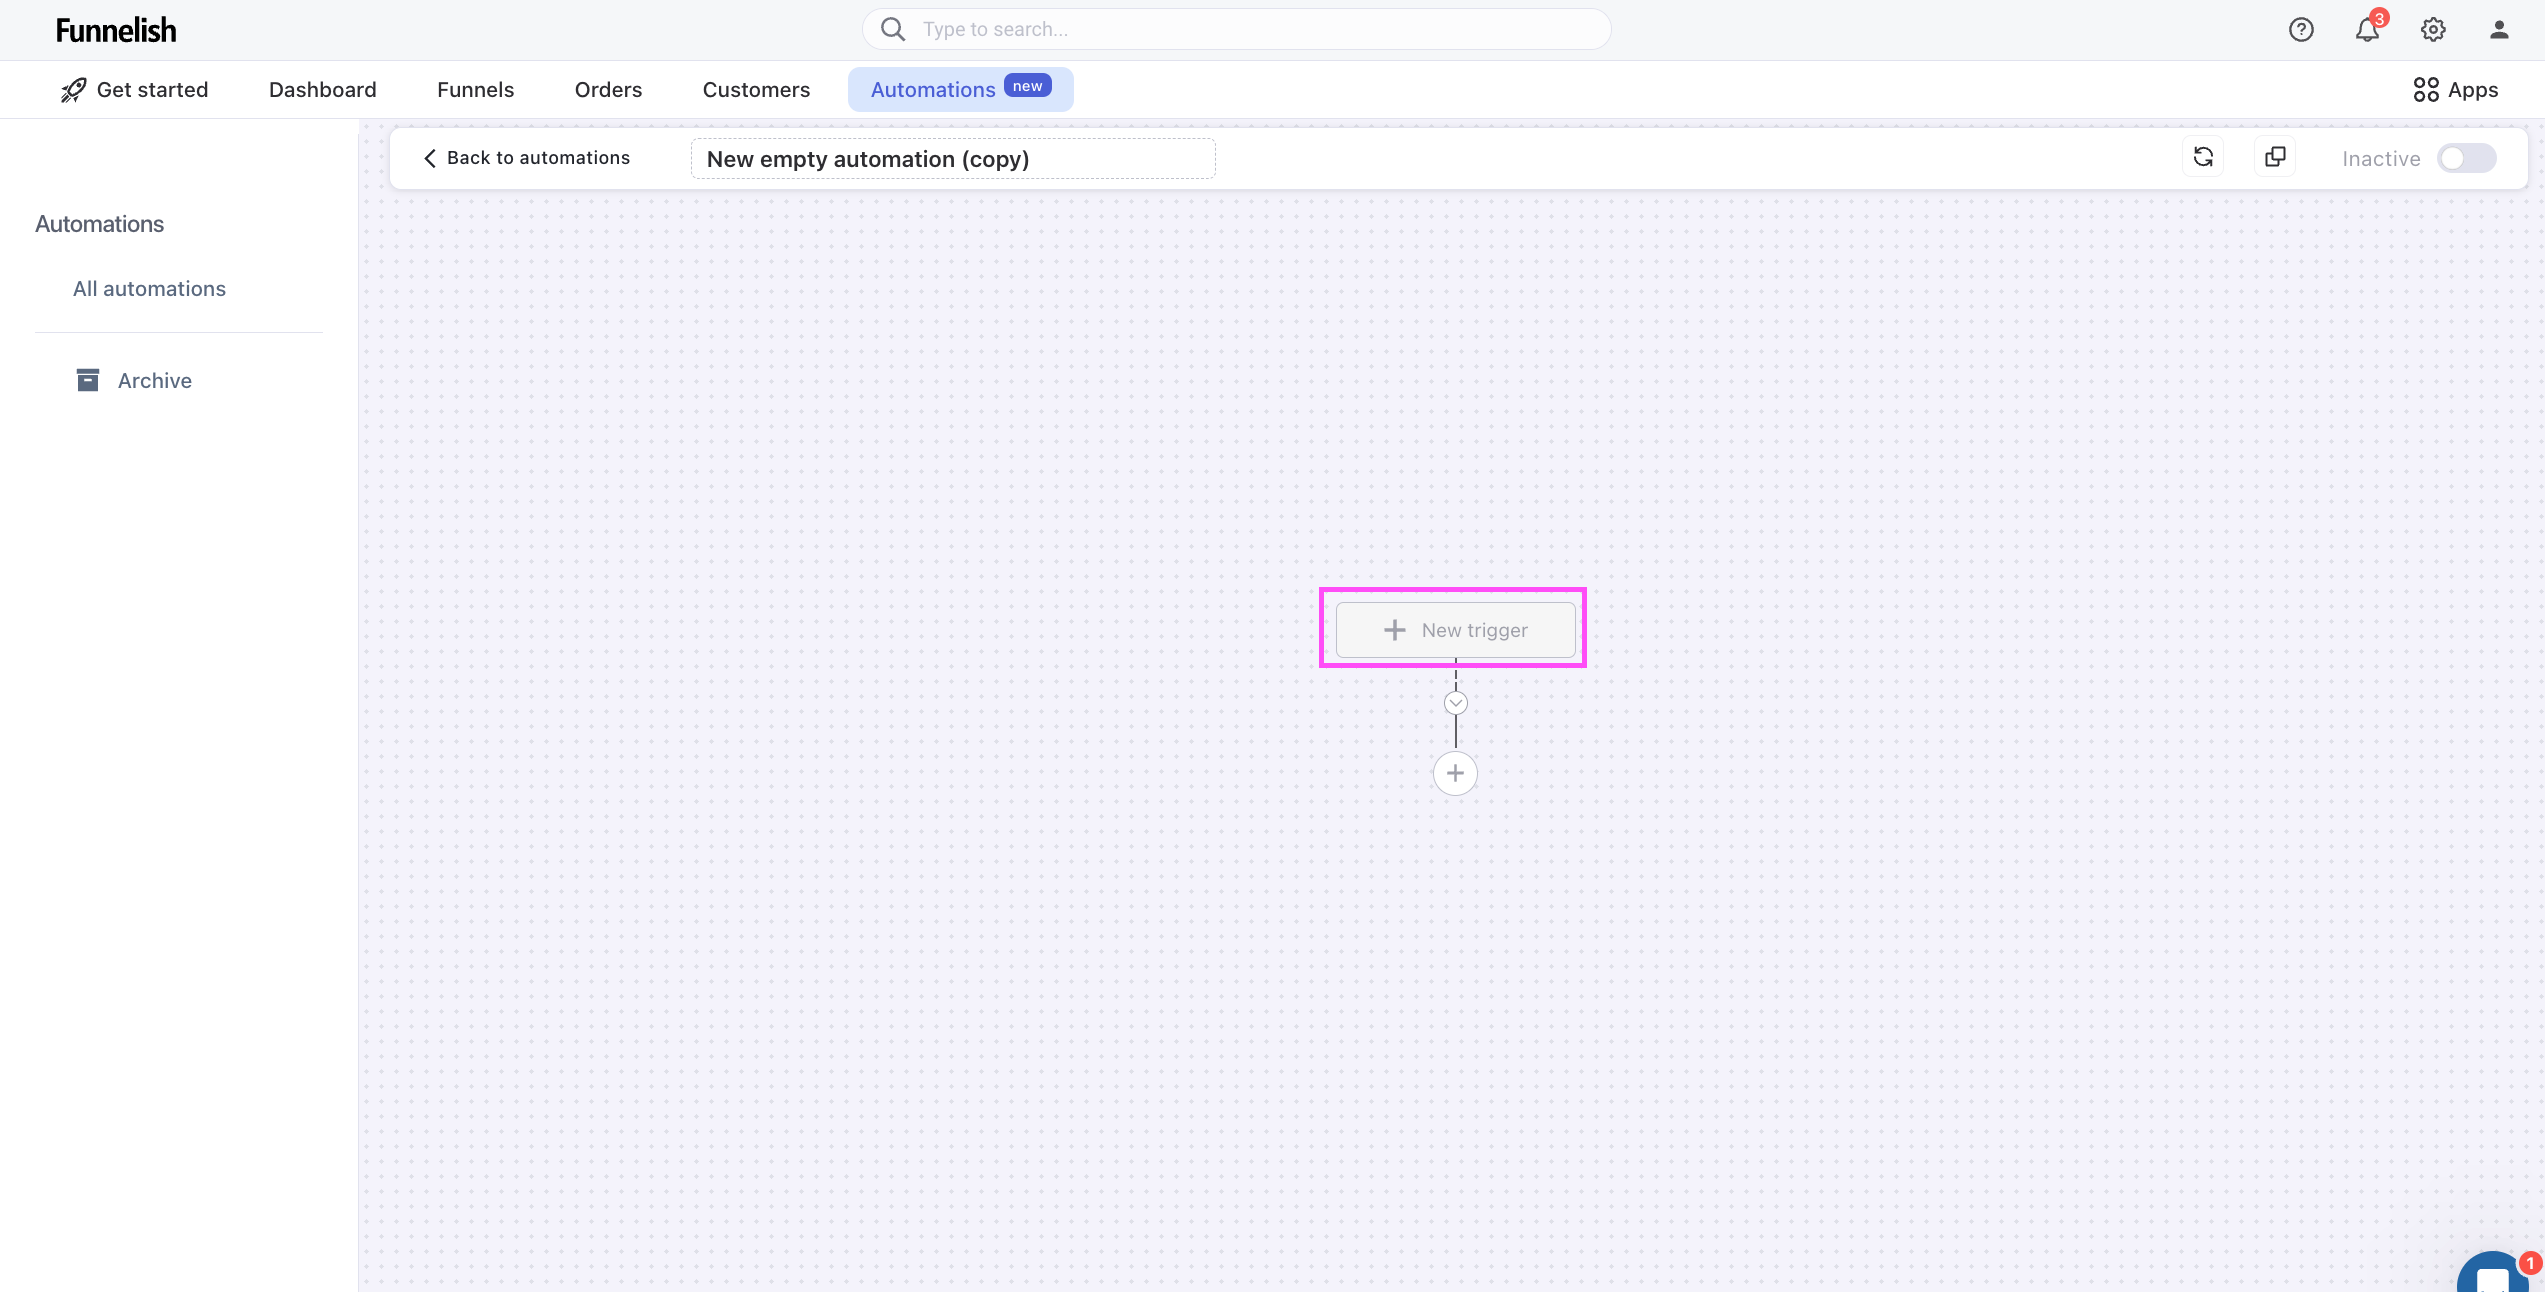 Funnelish
Type to search...
3
Get started
Dashboard
Funnels
Orders
Customers
Automations new
Apps
Back to automations
New empty automation (copy)
Inactive
Automations
All automations
Archive
New trigger
1